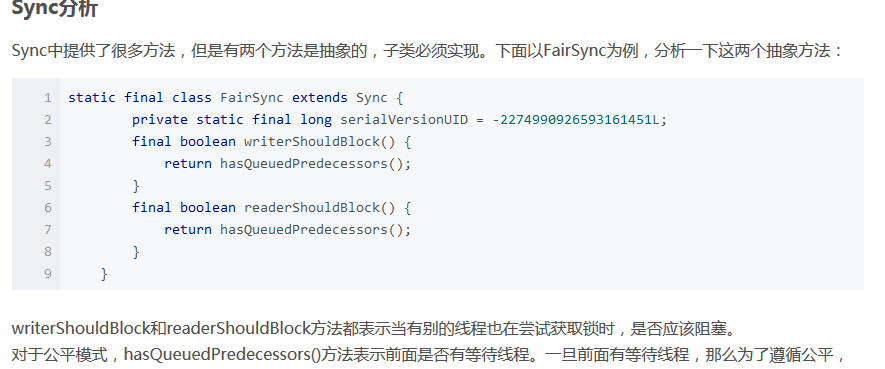 Sync分析
Sync中提供了很多方法，但是有两个方法是抽象的，子类必须实现。下面以FairSync为例，分析一下这两个抽象方法：
1 static final class FairSync extends Sync {
2 private static final long serialVersionUID = -2274990926593161451L;
3 final boolean writerShouldBlock() {
4 return hasQueuedPredecessors();
5 }
6 final boolean readerShouldBlock() {
7 return hasQueuedPredecessors();
8 }
9 }
writerShouldBlock和readerShouldBlock方法都表示当有别的线程也在尝试获取锁时，是否应该阻塞。
对于公平模式，hasQueuedPredecessors()方法表示前面是否有等待线程。一旦前面有等待线程，那么为了遵循公平，